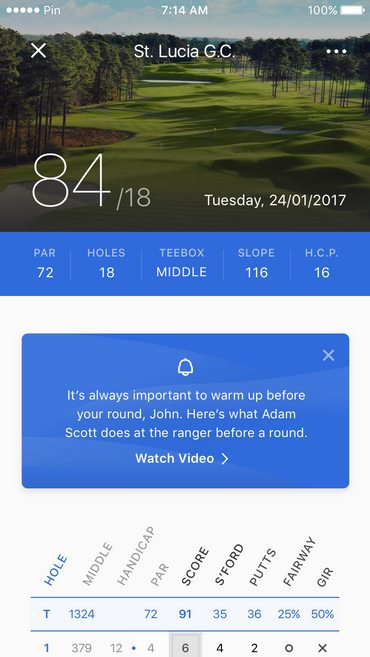 Pin 7:14 AM 100%
St. Lucia G.C.
84/18
Tuesday, 24/01/2017
PAR HOLES TEEBOX SLOPE H.C.P.
72 18 MIDDLE 116 16
It's always important to warm up before
your round, John. Here's what Adam
Scott does at the ranger before a round.
Watch Video
HOLE MIDDLE HANDICAP PAR SCORE S'FORD PUTTS FAIRWAY GIR
T 1324 72 91 35 36 25% 50%
1 379 12 • 4 6 4 2